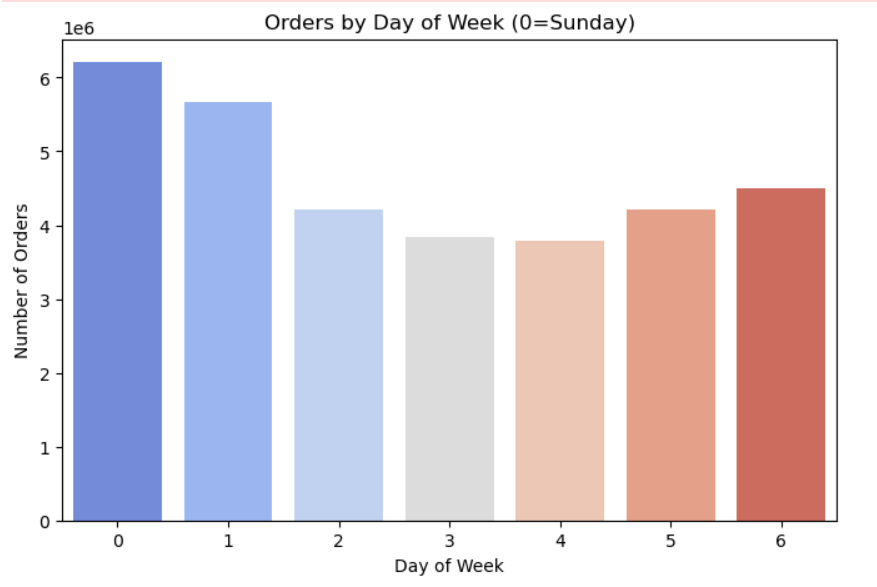 Orders by Day of Week (0=Sunday)
1e6
6
5
4
3
2
1
0
Number of Orders
0 1 2 3 4 5 6
Day of Week